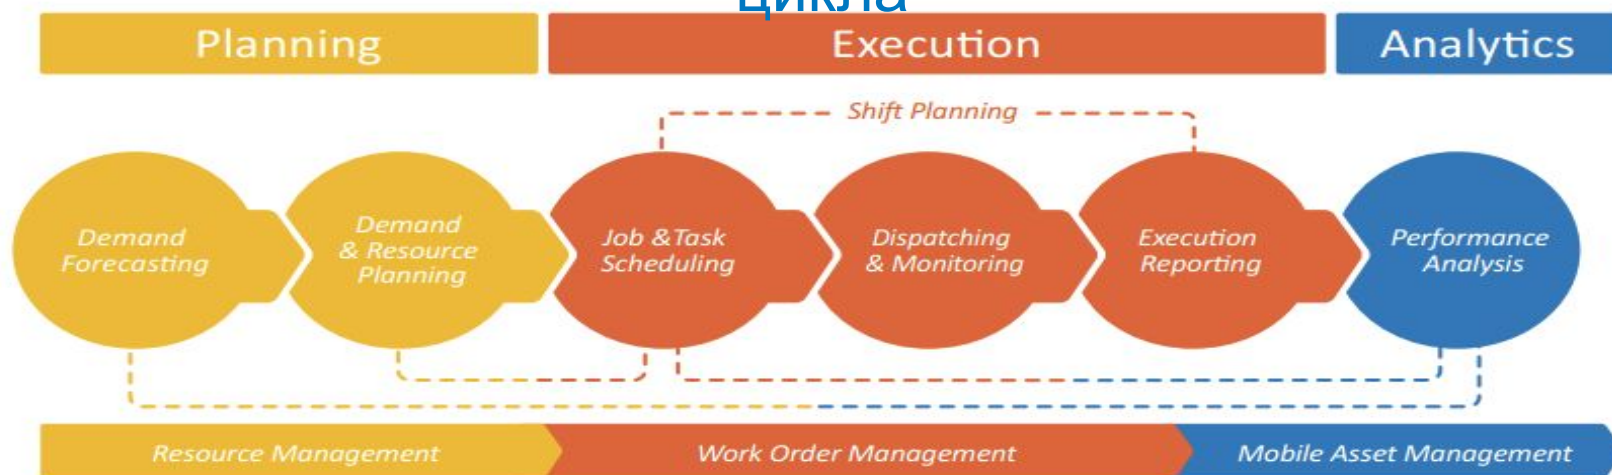 цикла
Planning
Execution
Analytics
Shift Planning
Demand
Forecasting
Demand
& Resource
Planning
Job &Task
Scheduling
Dispatching
& Monitoring
Execution
Reporting
Performance
Analysis
Resource Management
Work Order Management
Mobile Asset Management